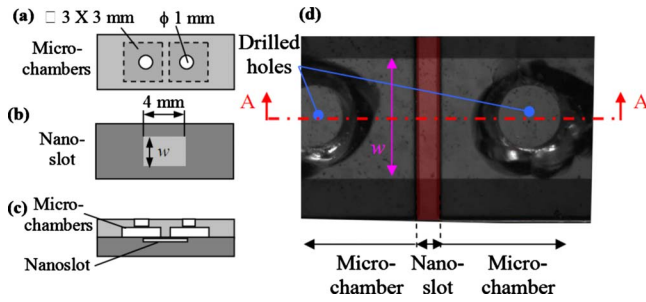 (a) □ 3 X 3 mm ϕ 1 mm
Micro-
chambers
4 mm
(b)
Nano-
slot
w
(c)
Micro-
chambers
Nanoslot
(d)
Drilled
holes
A A
w
Micro- Nano- Micro-
chamber slot chamber